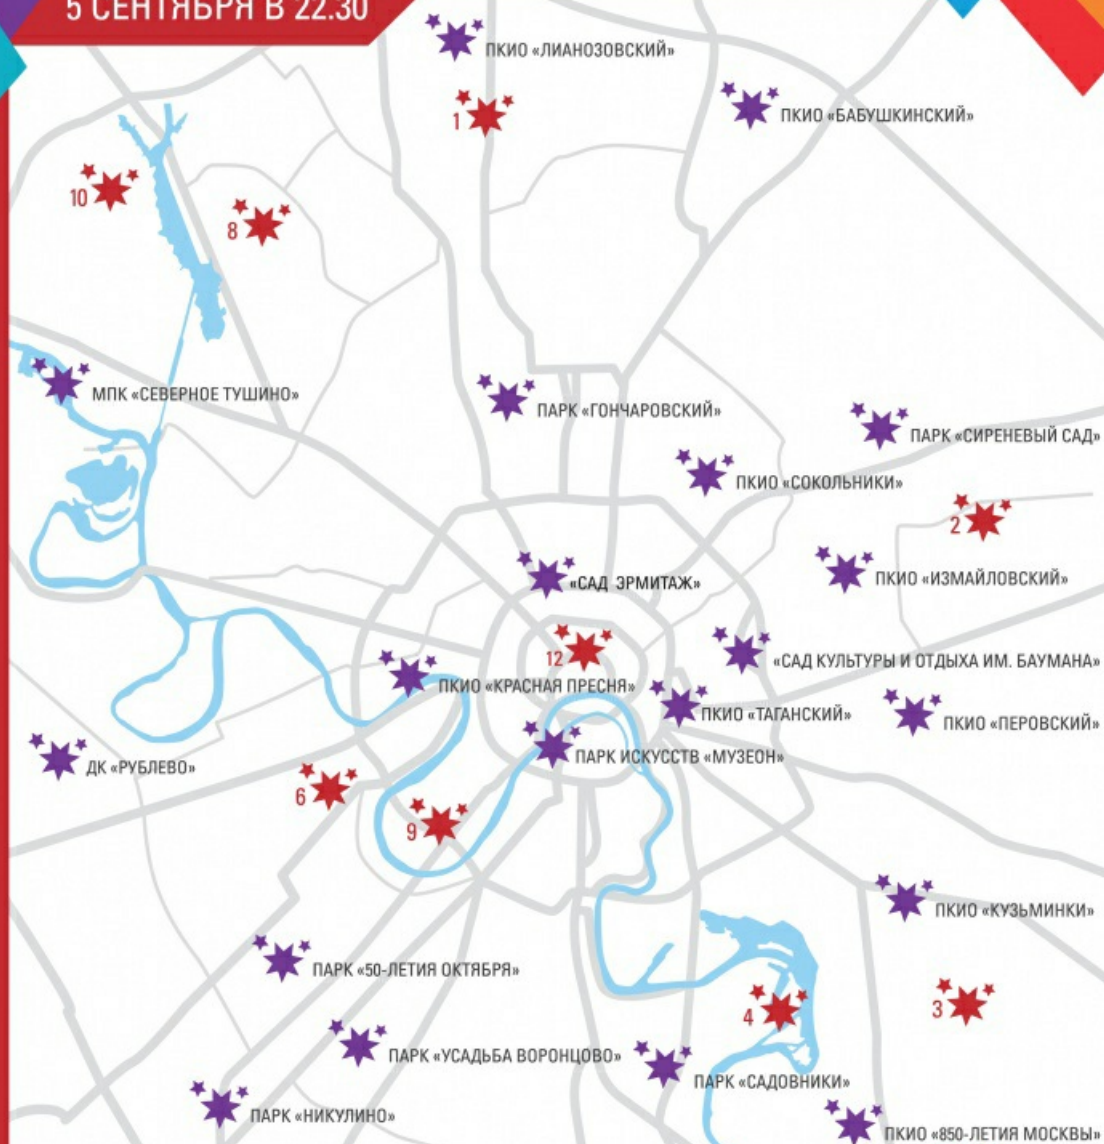 5 СЕНТЯБРЯ В 22.30
ПКИО «ЛИАНОЗОВСКИЙ»
1
ПКИО «БАБУШКИНСКИЙ»
10
8
МПК «СЕВЕРНОЕ ТУШИНО»
ПАРК «ГОНЧАРОВСКИЙ»
ПАРК «СИРЕНЕВЫЙ САД»
ПКИО «СОКОЛЬНИКИ»
2
«САД ЭРМИТАЖ»
ПКИО «ИЗМАЙЛОВСКИЙ»
12
«САД КУЛЬТУРЫ И ОТДЫХА ИМ. БАУМАНА»
ПКИО «КРАСНАЯ ПРЕСНЯ»
ПКИО «ТАГАНСКИЙ»
ПКИО «ПЕРОВСКИЙ»
ПАРК ИСКУССТВ «МУЗЕОН»
ДК «РУБЛЕВО»
6
9
ПКИО «КУЗЬМИНКИ»
ПАРК «50-ЛЕТИЯ ОКТЯБРЯ»
4
3
ПАРК «УСАДЬБА ВОРОНЦОВО»
ПАРК «САДОВНИКИ»
ПАРК «НИКУЛИНО»
ПКИО «850-ЛЕТИЯ МОСКВЫ»